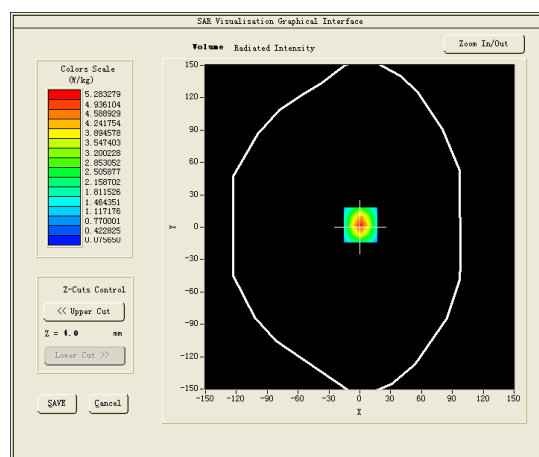 SAR Visualisation Graphical Interface
Volume Radiated Intensity
Zoom In/Out
Colors Scale
(W/kg)
5.283279
4.936104
4.588929
4.241754
3.894578
3.547403
3.200228
2.853052
2.505877
2.158702
1.811526
1.464351
1.117176
0.770001
0.422825
0.075650
Z-Cuts Control
<< Upper Cut
Z = 4.0 mm
Lower Cut >>
SAVE Cancel
150
120
90
60
30
0
-30
-60
-90
-120
-150
Y
-150 -120 -90 -60 -30 0 30 60 90 120 150
X